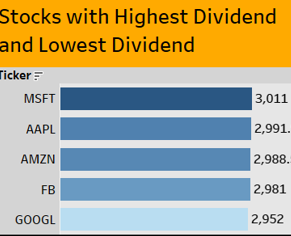 Stocks with Highest Dividend
and Lowest Dividend
Ticker
MSFT 3,011
AAPL 2,991.
AMZN 2,988.
FB 2,981
GOOGL 2,952